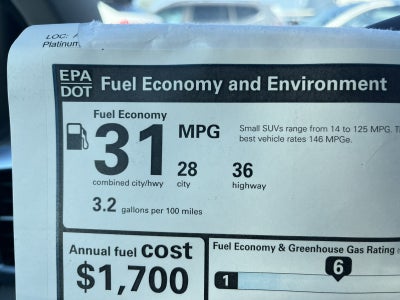 LOC:
Platinum
EPA
DOT
Fuel Economy and Environment
Fuel Economy
31 MPG
combined city/hwy
28
city
36
highway
Small SUVs range from 14 to 125 MPG.
best vehicle rates 146 MPGe.
3.2 gallons per 100 miles
Annual fuel cost
$1,700
Fuel Economy & Greenhouse Gas Rating
1
6